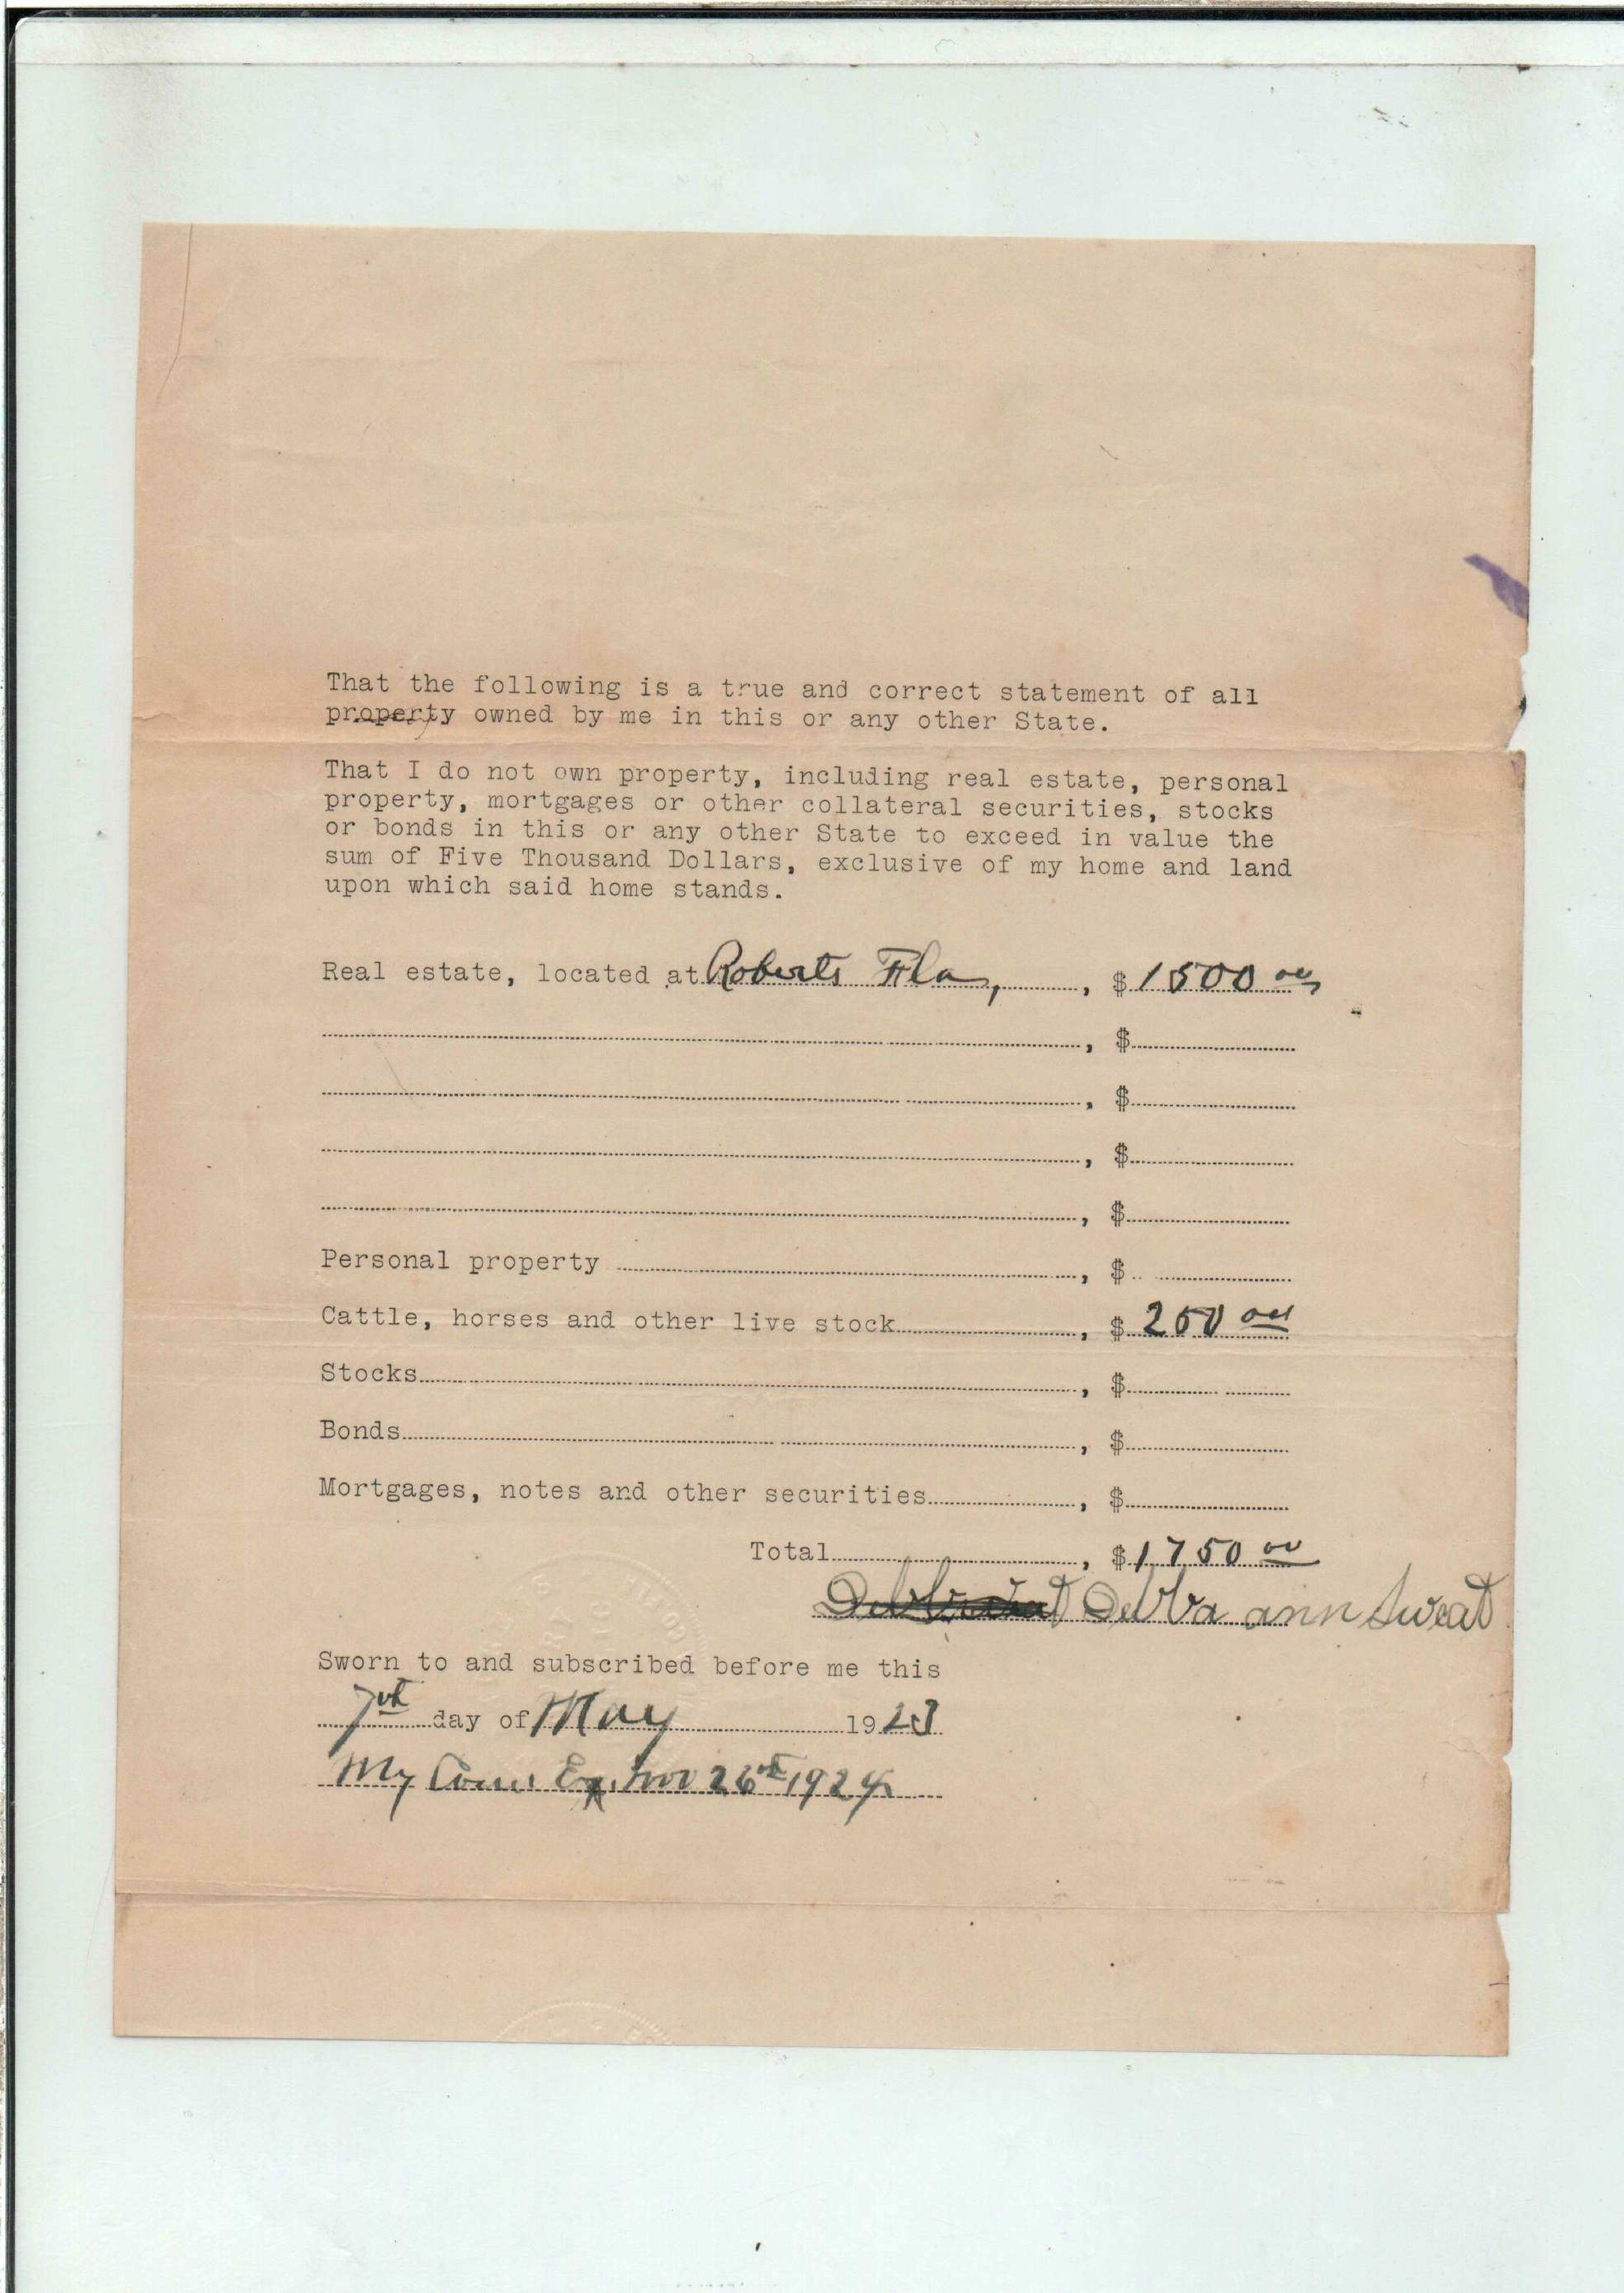 That the following is a true and correct statement of all
property owned by me in this or any other State.
That I do not own property, including real estate, personal
property, mortgages or other collateral securities, stocks
or bonds in this or any other State to exceed in value the
sum of Five Thousand Dollars, exclusive of my home and land
upon which said home stands.
Real estate, located at Roberts Fla, , $ 1500 00
, $
, $
, $
, $
Personal property , $
Cattle, horses and other live stock , $ 250 00
Stocks , $
Bonds , $
Mortgages, notes and other securities , $
Total , $ 1750 00
Debba ann Sweat
Sworn to and subscribed before me this
7th day of May 1923
My Com. Ex. Nov 26th 1924